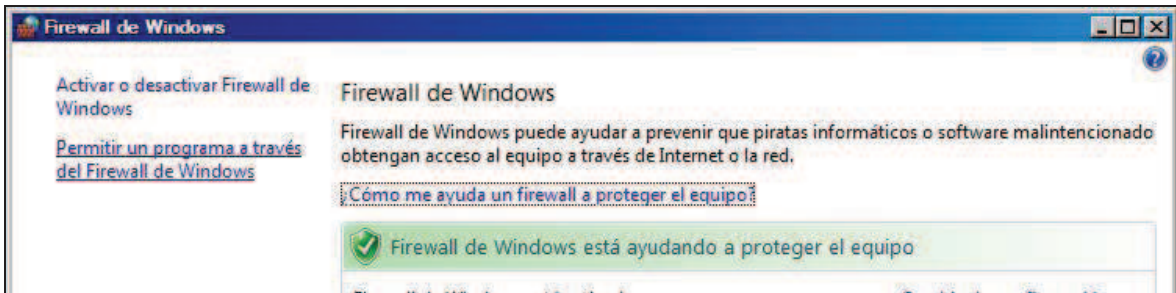 Firewall de Windows
Activar o desactivar Firewall de
Windows
Permitir un programa a través
del Firewall de Windows
Firewall de Windows
Firewall de Windows puede ayudar a prevenir que piratas informáticos o software malintencionado
obtengan acceso al equipo a través de Internet o la red.
¿Cómo me ayuda un firewall a proteger el equipo?
Firewall de Windows está ayudando a proteger el equipo